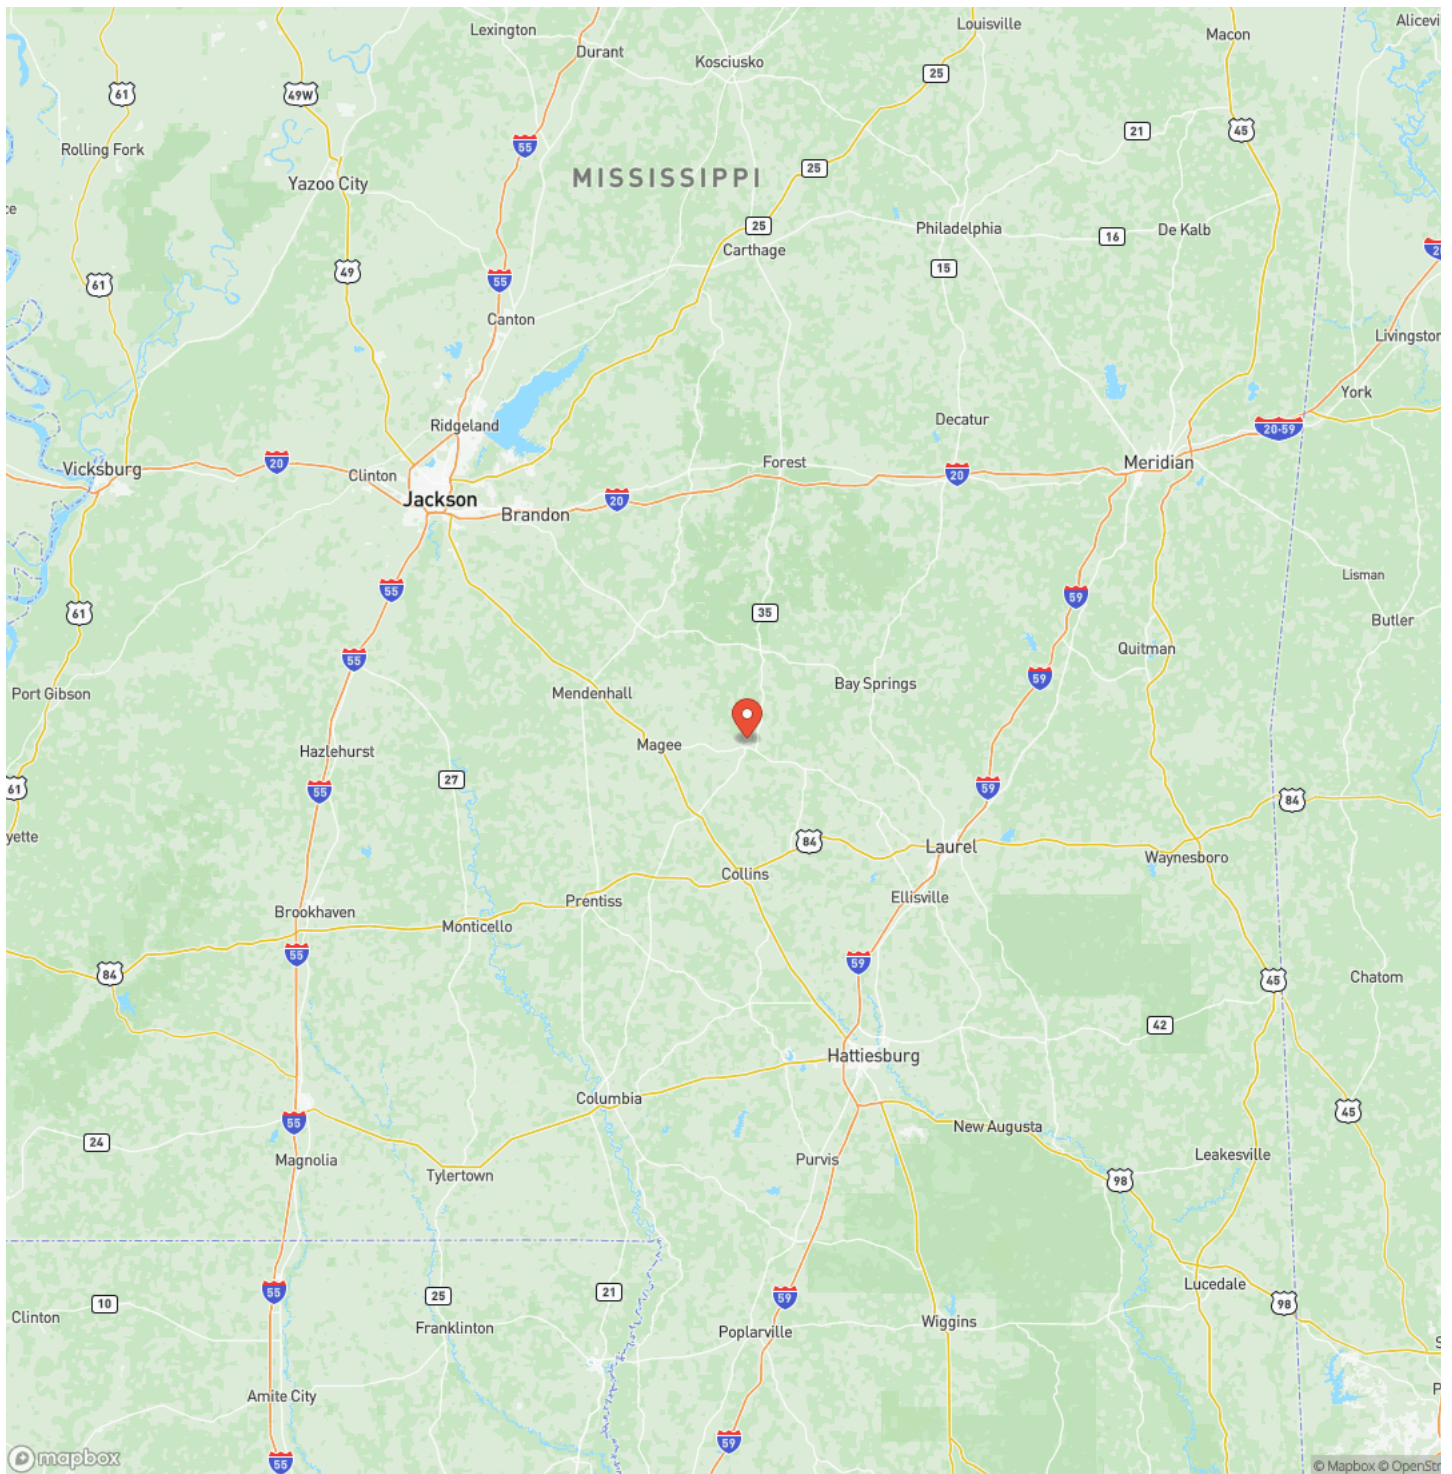 Lexington
Durant
Kosciusko
Louisville
Macon
Alicevi
61
49W
25
21
45
55
Rolling Fork
Yazoo City
MISSISSIPPI
25
ce
25
Carthage
Philadelphia
16
De Kalb
61
49
55
15
2
Canton
Livingstor
York
Ridgeland
Decatur
20-59
Vicksburg
20
Clinton
Forest
Meridian
Jackson
20
20
Brandon
55
59
Lisman
61
35
Butler
55
Quitman
Port Gibson
Mendenhall
Bay Springs
59
Hazlehurst
Magee
61
55
27
59
84
yette
84
Laurel
Waynesboro
Collins
Brookhaven
Prentiss
Ellisville
Monticello
84
55
59
45
Chatom
42
Hattiesburg
Columbia
45
24
55
New Augusta
Magnolia
Tylertown
Purvis
98
Leakesville
55
25
21
59
Lucedale
98
10
Clinton
Franklinton
Poplarville
Wiggins
S
Amite City
P
59
55
mapbox
© Mapbox © OpenStr